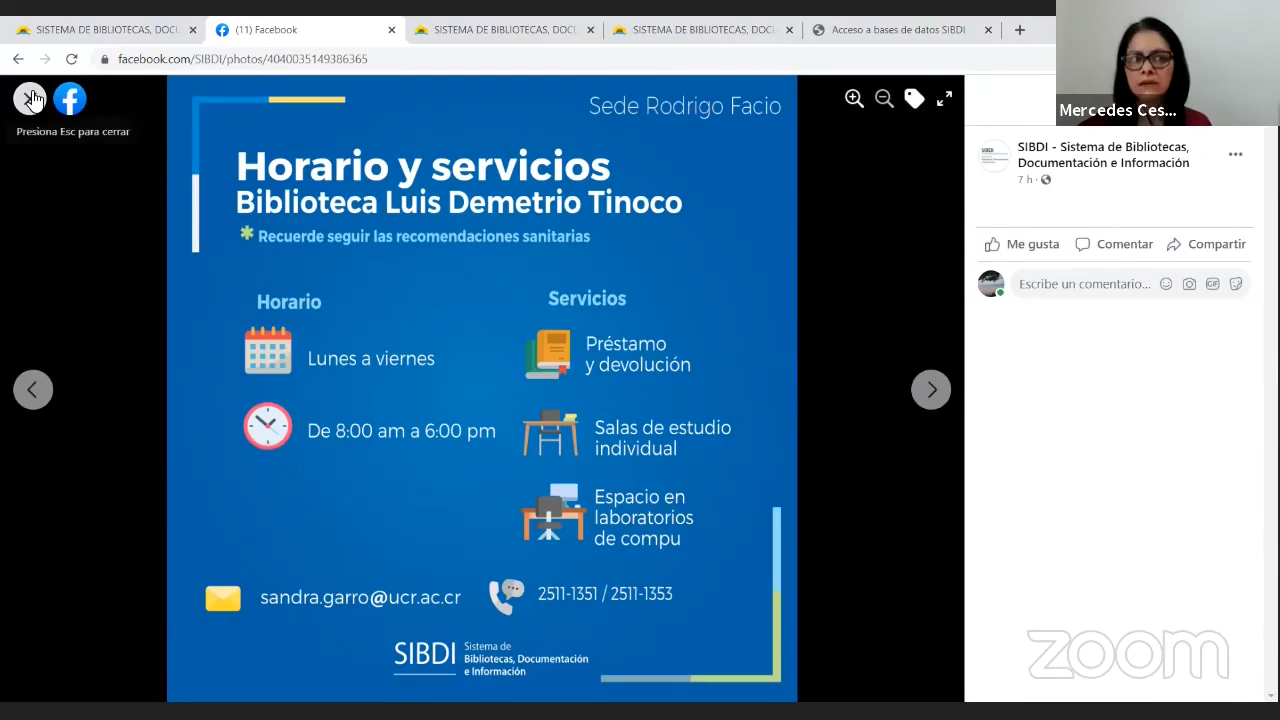 SISTEMA DE BIBLIOTECAS, DOCU
(11) Facebook
SISTEMA DE BIBLIOTECAS, DOCU
SISTEMA DE BIBLIOTECAS, DOCU
Acceso a bases de datos SIBDI
facebook.com/SIBDI/photos/4040035149386365
Presiona Esc para cerrar
Mercedes Ces...
Sede Rodrigo Facio
Horario y servicios
Biblioteca Luis Demetrio Tinoco
* Recuerde seguir las recomendaciones sanitarias
Horario
Lunes a viernes
De 8:00 am a 6:00 pm
Servicios
Préstamo
y devolución
Salas de estudio
individual
Espacio en
laboratorios
de compu
sandra.garro@ucr.ac.cr
2511-1351 / 2511-1353
SIBDI
Sistema de
Bibliotecas, Documentación
e Información
SIBDI - Sistema de Bibliotecas,
Documentación e Información
7 h ·
Me gusta
Comentar
Compartir
Escribe un comentario...
GIF
zoom